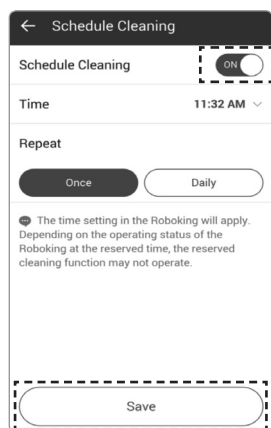 ← Schedule Cleaning
Schedule Cleaning ON
Time 11:32 AM
Repeat
Once Daily
The time setting in the Roboking will apply.
Depending on the operating status of the
Roboking at the reserved time, the reserved
cleaning function may not operate.
Save